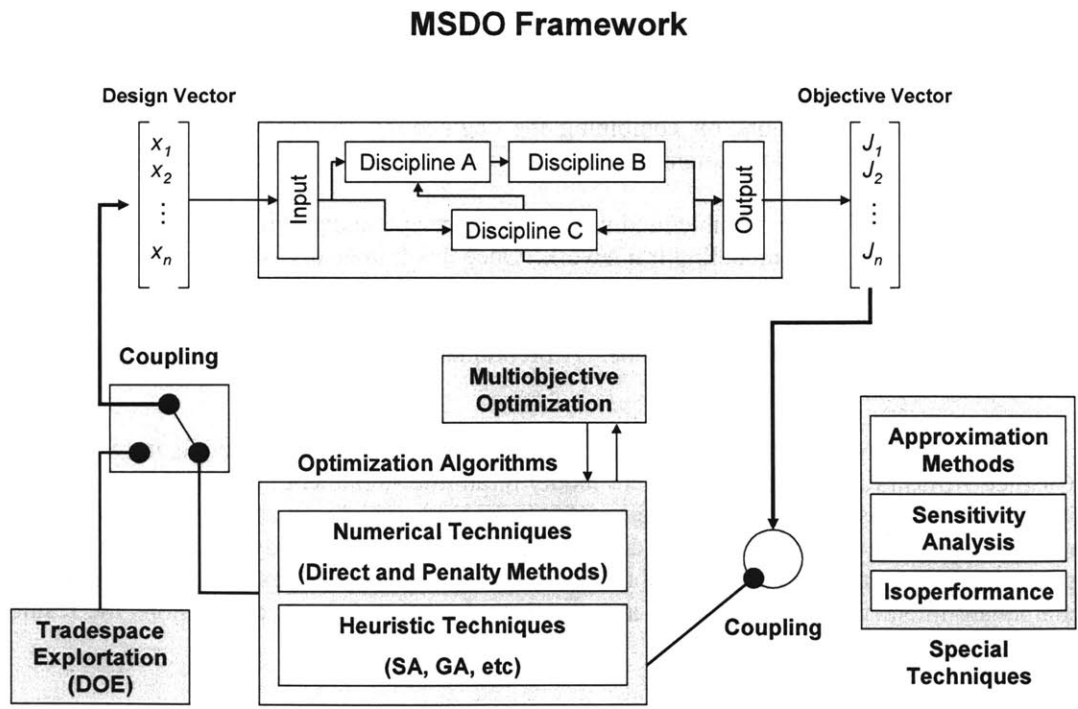 MSDO Framework
Design Vector
Objective Vector
x1
x2
⋮
xn
Input
Discipline A
Discipline B
Discipline C
Output
J1
J2
⋮
Jn
Coupling
Multiobjective
Optimization
Optimization Algorithms
Numerical Techniques
(Direct and Penalty Methods)
Heuristic Techniques
(SA, GA, etc)
Tradespace
Explortation
(DOE)
Coupling
Approximation
Methods
Sensitivity
Analysis
Isoperformance
Special
Techniques